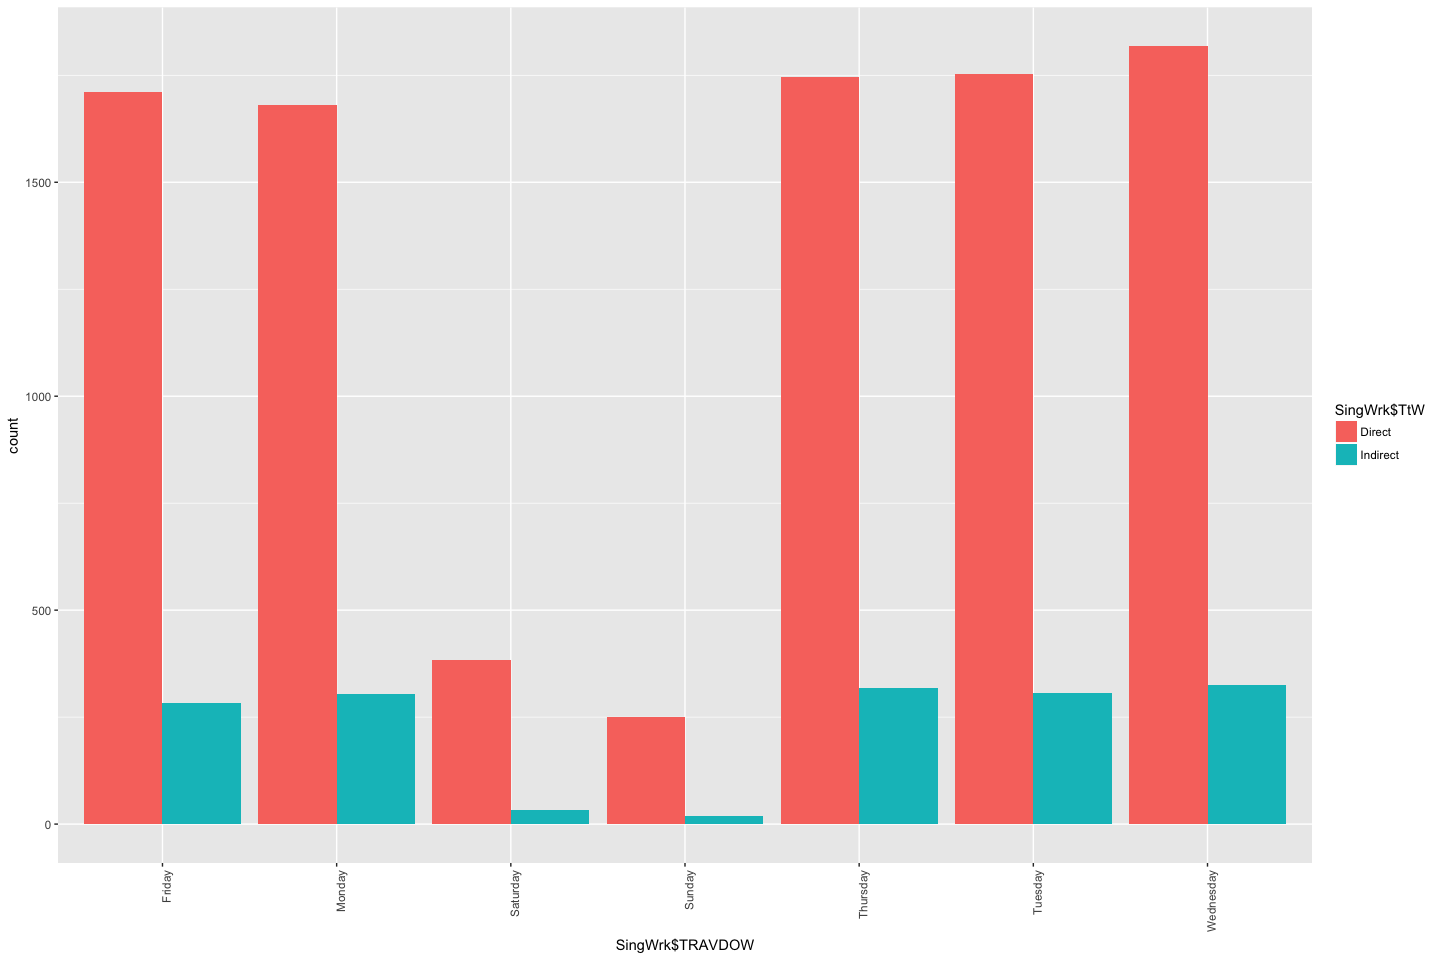 count
1500
1000
500
0
Friday
Monday
Saturday
Sunday
Thursday
Tuesday
Wednesday
SingWrk$TRAVDOW
SingWrk$TtW
Direct
Indirect